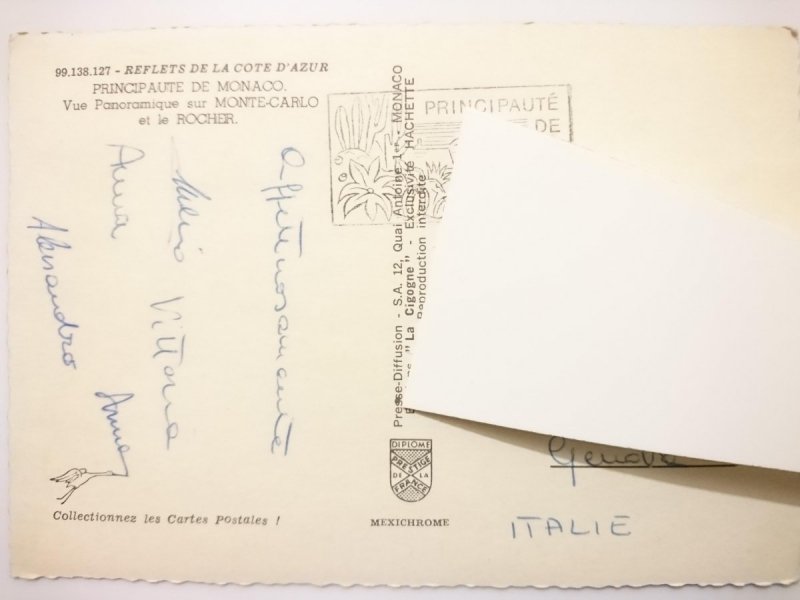 99.138.127 - REFLETS DE LA COTE D'AZUR
PRINCIPAUTE DE MONACO.
Vue Panoramique sur MONTE-CARLO
et le ROCHER.
PRINCIPAUTÉ
DE
Affettuosamente
Vittoria
Anna
Alessandro
Presse-Diffusion - S.A. 12, Quai Antoine 1er - MONACO
"La Cigogne" - Exclusivité HACHETTE
Reproduction interdite
DIPLOME
PRESTIGE
DE LA
FRANCE
Genova
ITALIE
Collectionnez les Cartes Postales !
MEXICHROME